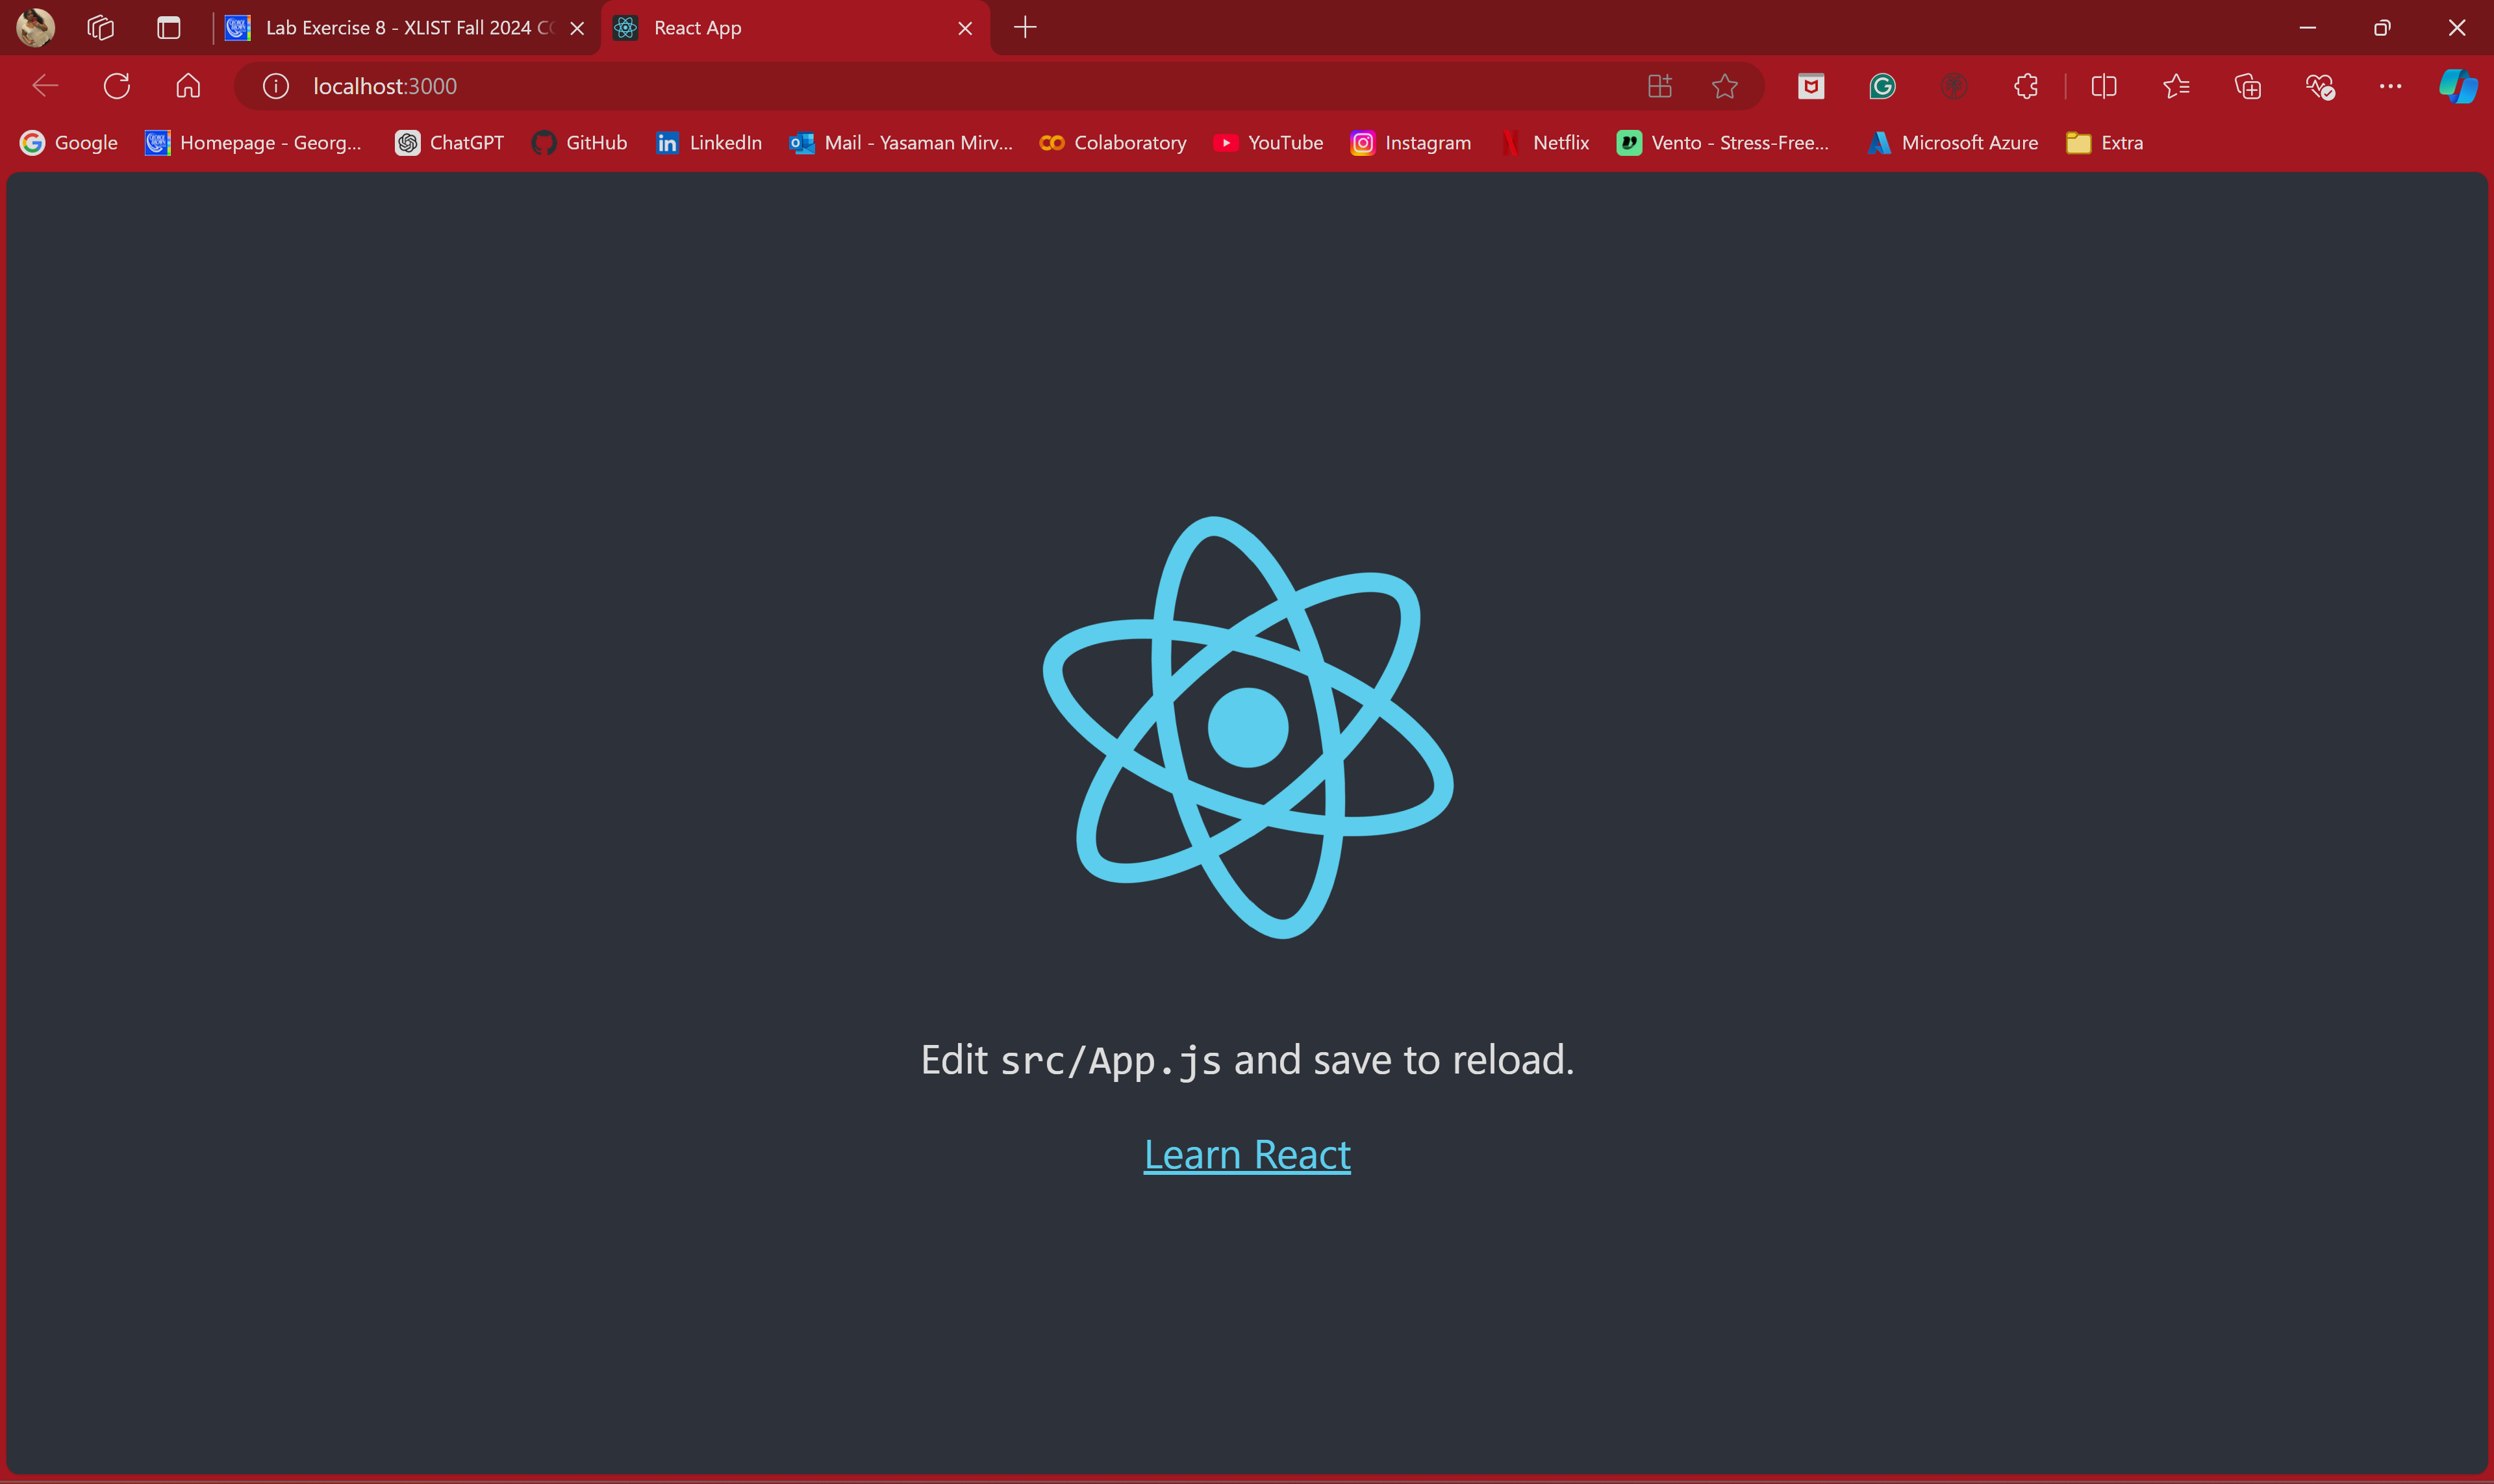 Lab Exercise 8 - XLIST Fall 2024
React App
localhost:3000
Google
Homepage - Georg...
ChatGPT
GitHub
LinkedIn
Mail - Yasaman Mirv...
Colaboratory
YouTube
Instagram
Netflix
Vento - Stress-Free...
Microsoft Azure
Extra
Edit src/App.js and save to reload.
Learn React